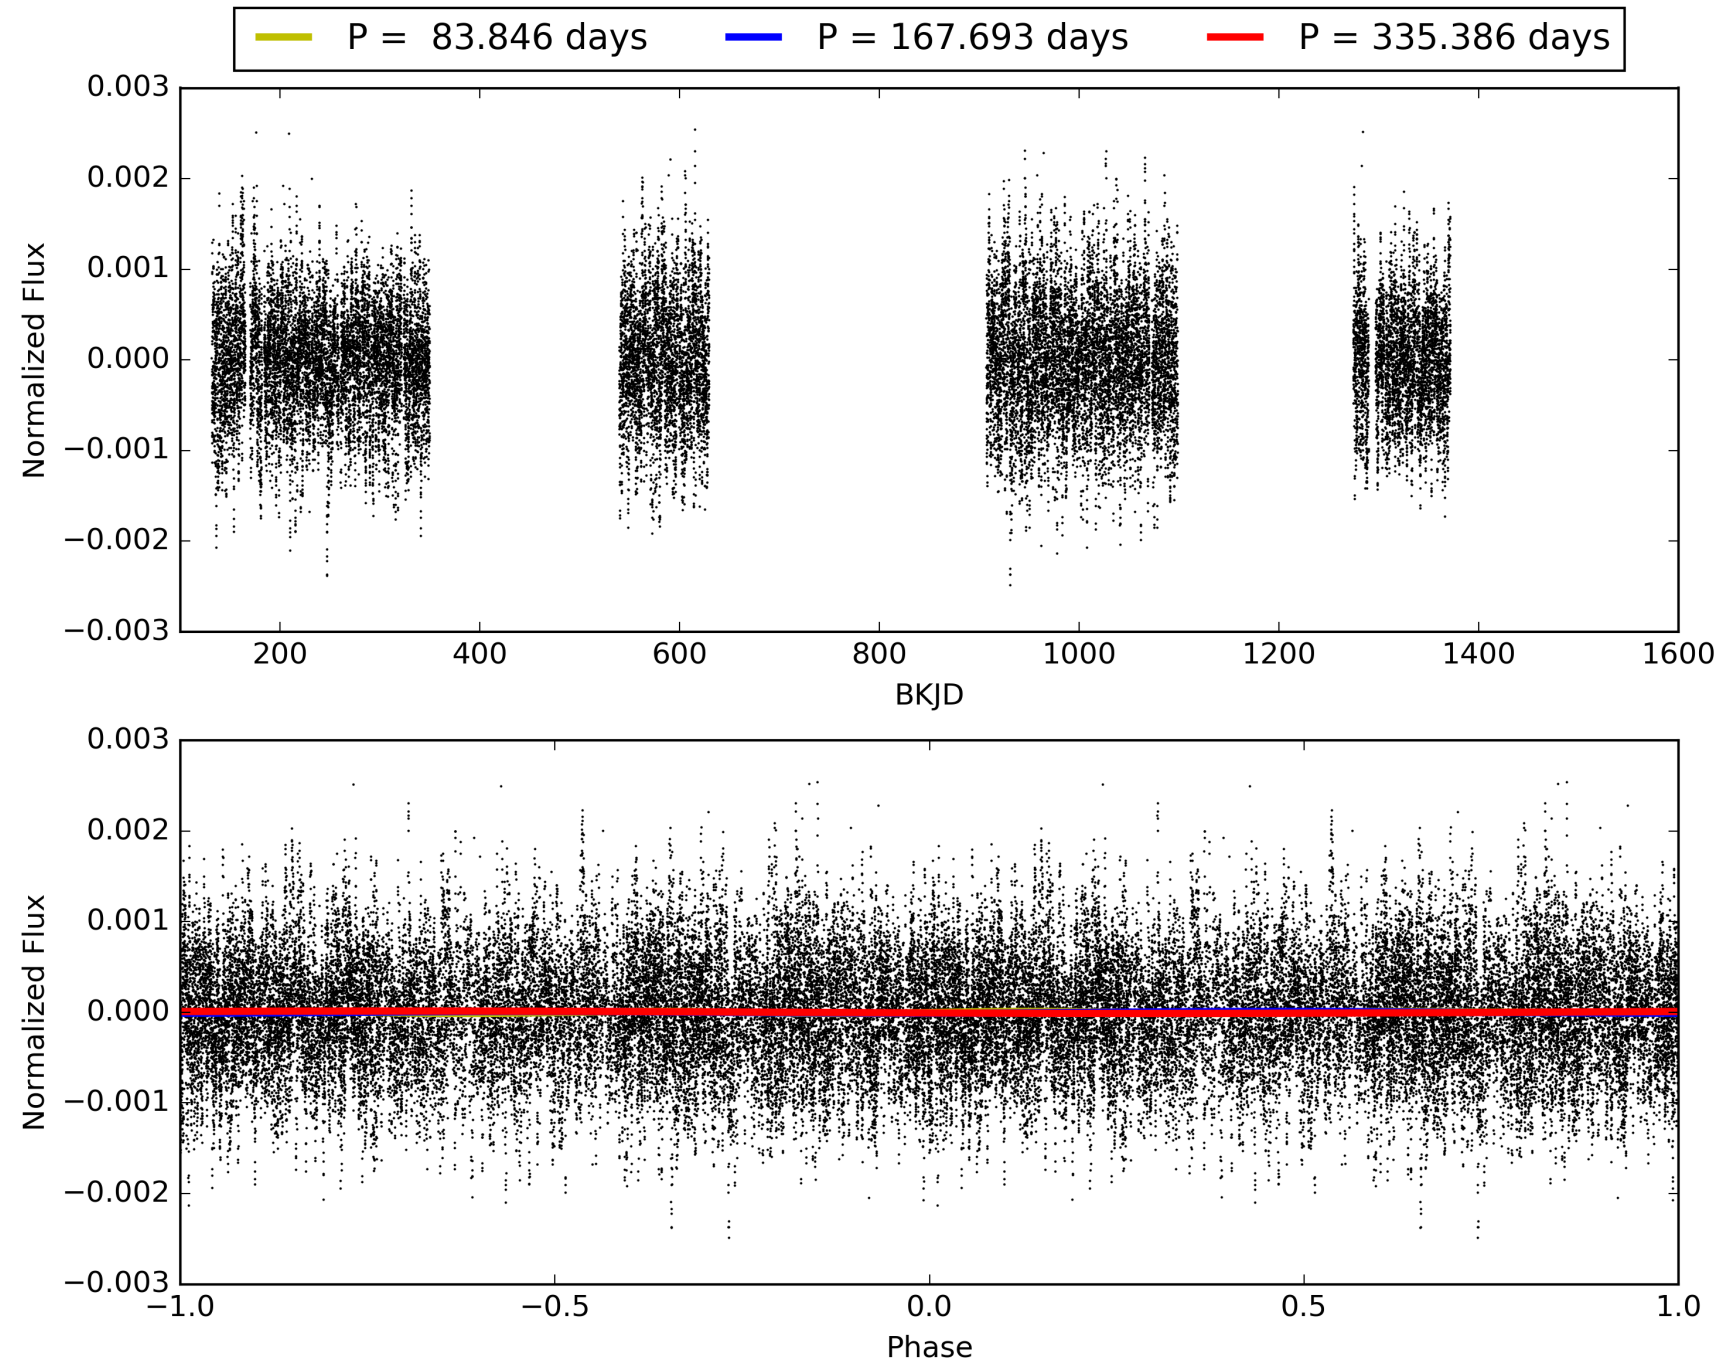 P = 83.846 days P = 167.693 days P = 335.386 days
0.003
0.002
0.001
0.000
−0.001
−0.002
−0.003
Normalized Flux
200 400 600 800 1000 1200 1400 1600
BKJD
0.003
0.002
0.001
0.000
−0.001
−0.002
−0.003
Normalized Flux
−1.0 −0.5 0.0 0.5 1.0
Phase